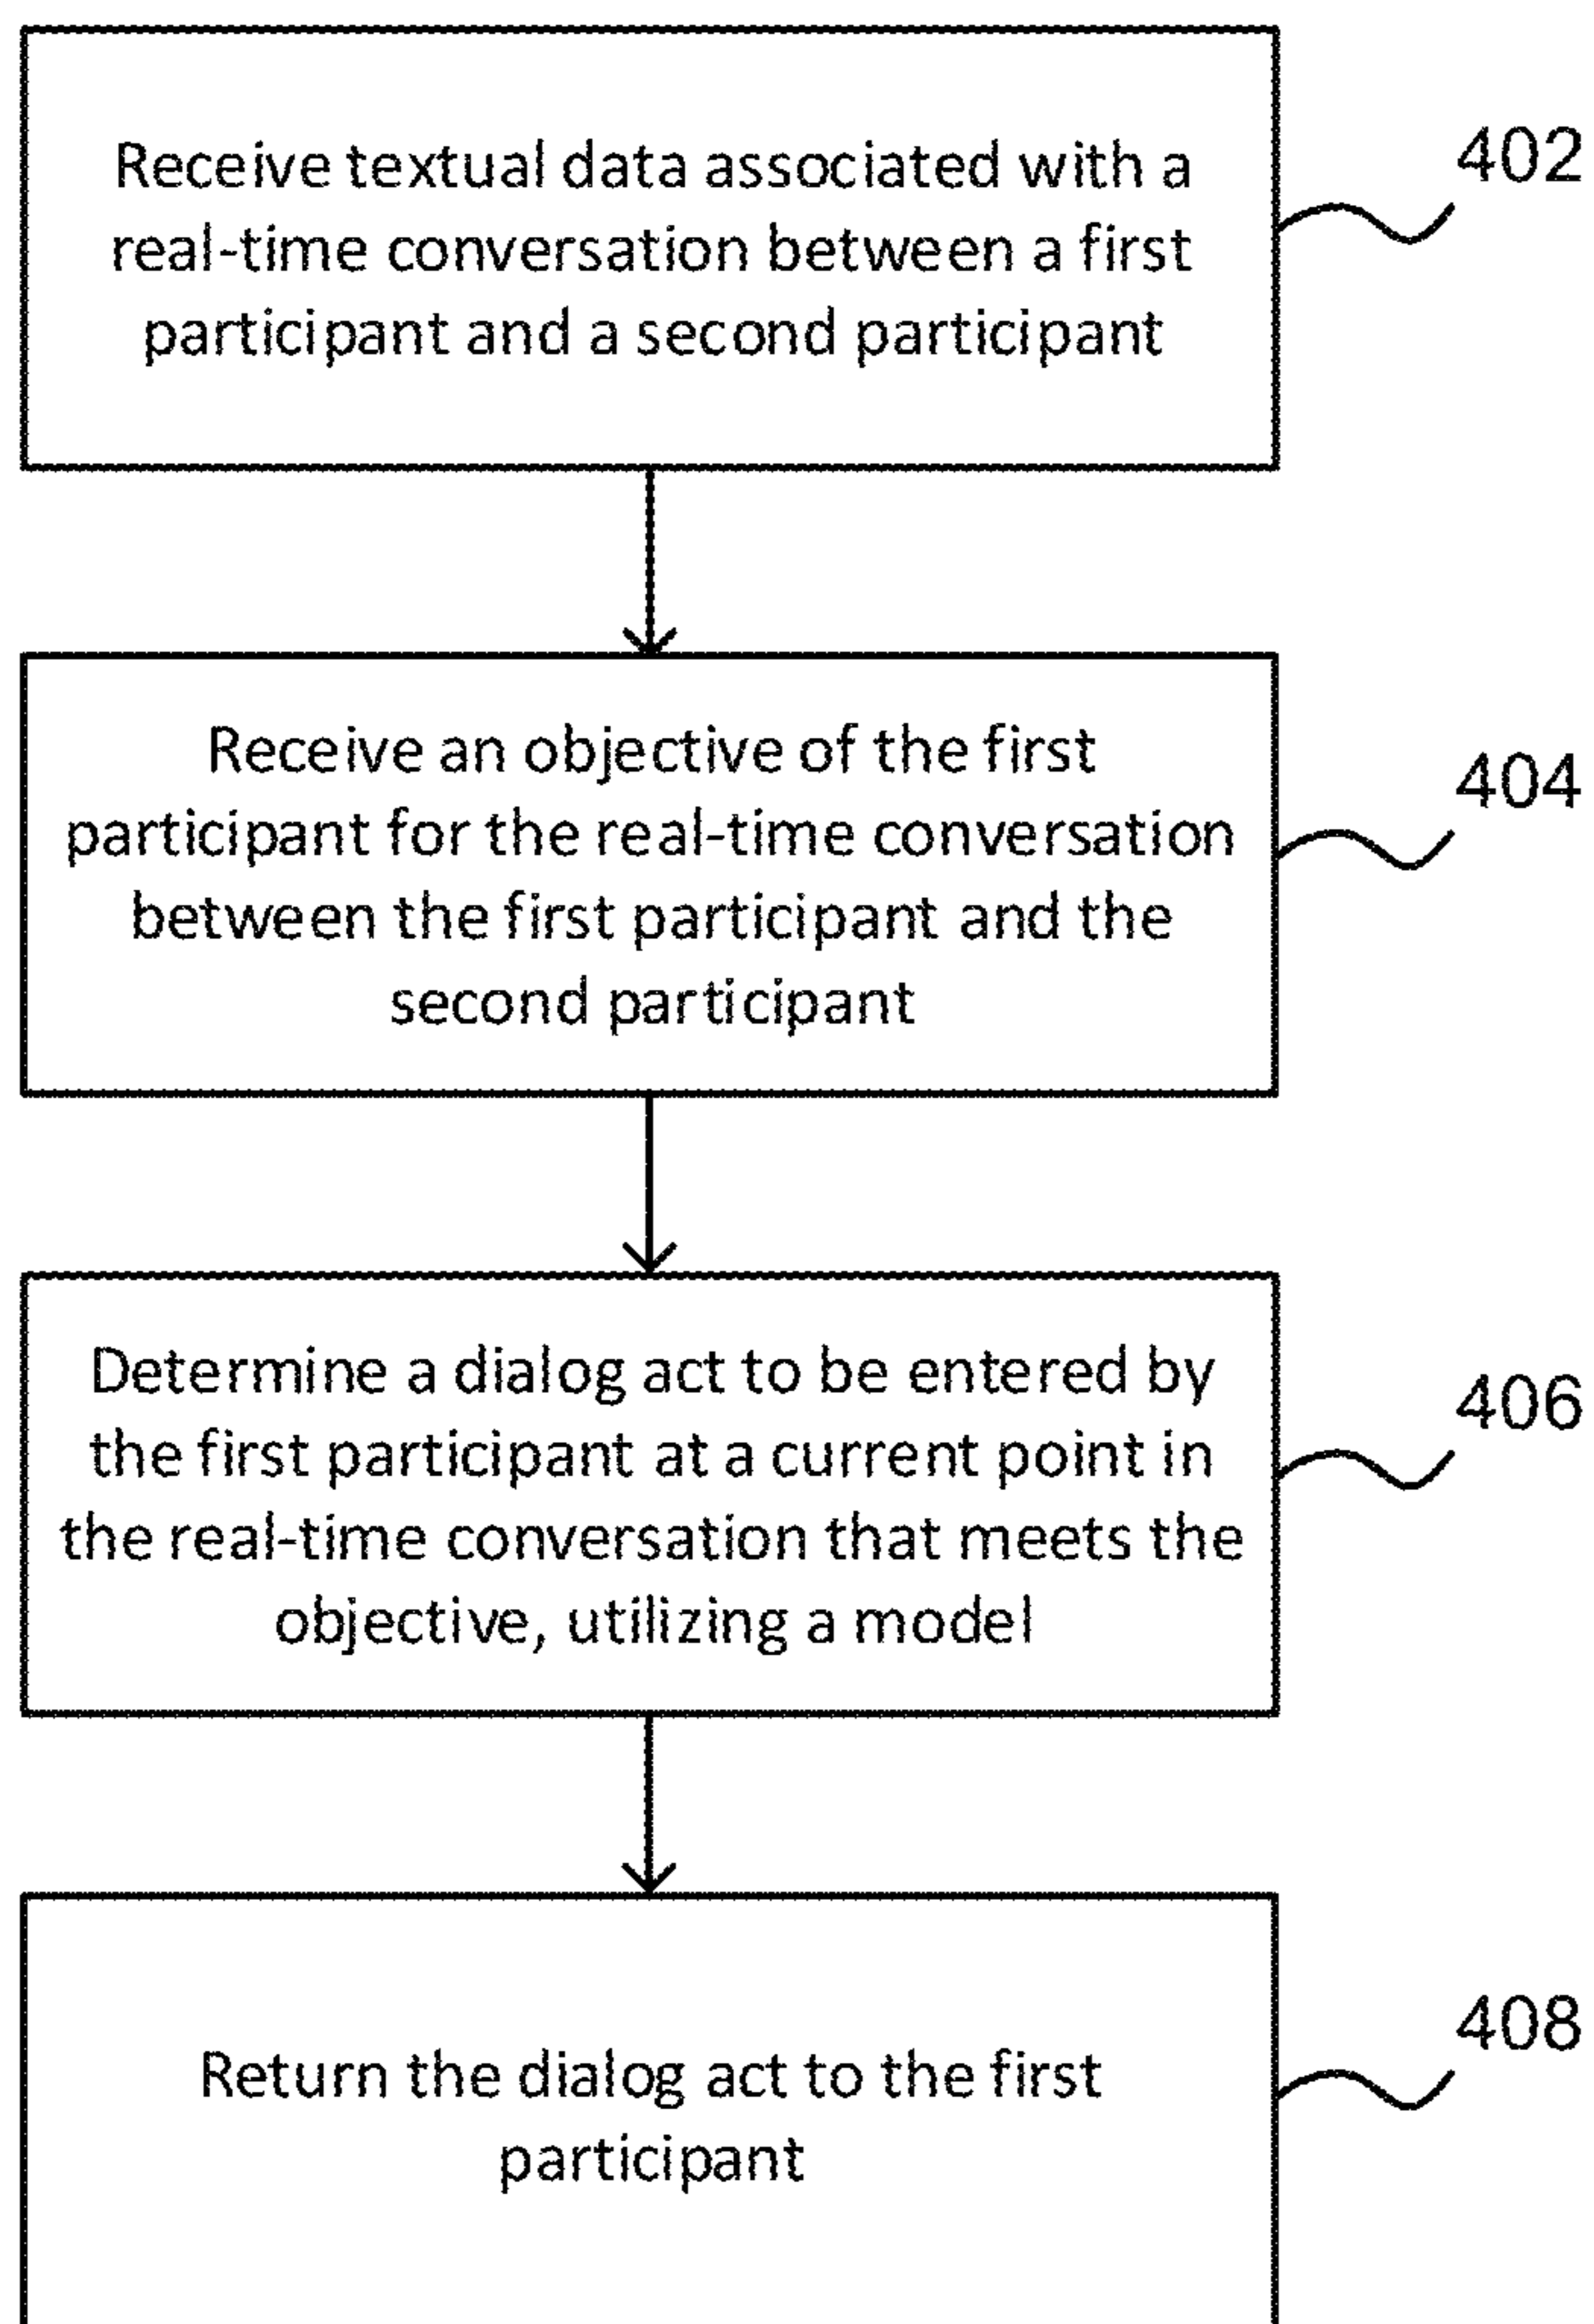 Receive textual data associated with a
real-time conversation between a first
participant and a second participant
402
Receive an objective of the first
participant for the real-time conversation
between the first participant and the
second participant
404
Determine a dialog act to be entered by
the first participant at a current point in
the real-time conversation that meets the
objective, utilizing a model
406
Return the dialog act to the first
participant
408